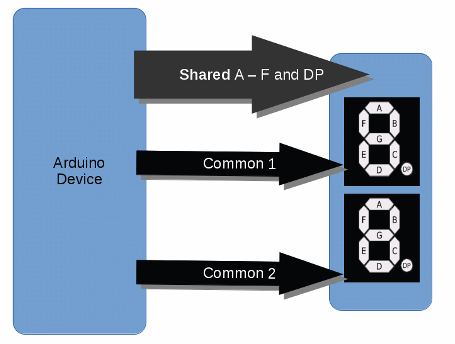 Shared A – F and DP
Arduino
Device
Common 1
Common 2
A
F B
G
E C
D DP
A
F B
G
E C
D DP